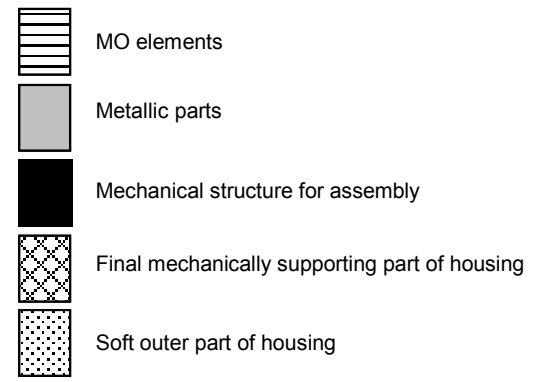 MO elements
Metallic parts
Mechanical structure for assembly
Final mechanically supporting part of housing
Soft outer part of housing